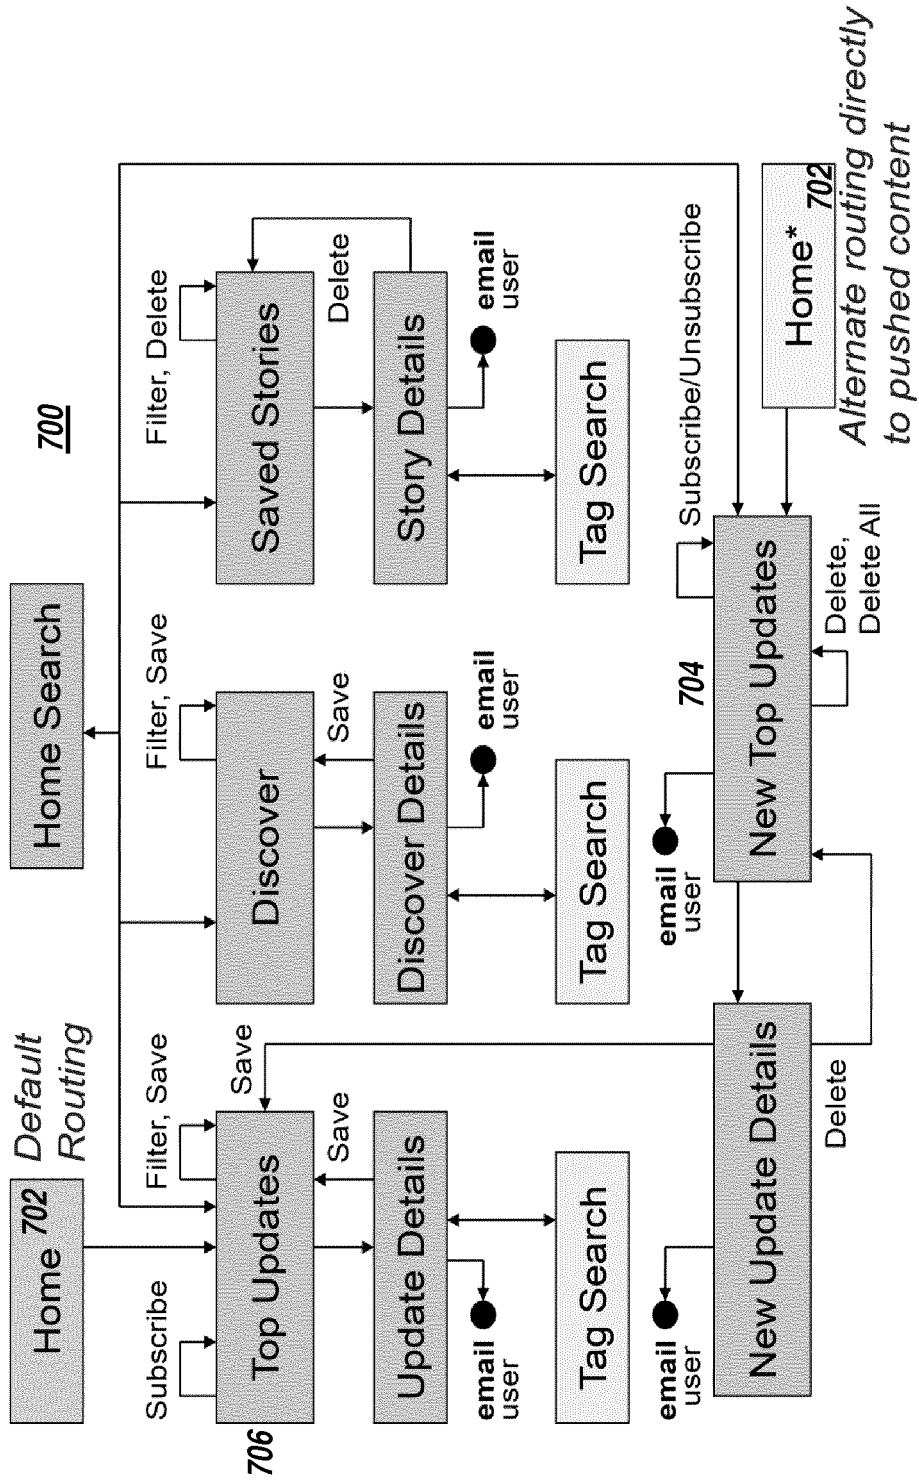 700
Home
702
Default
Routing
Home Search
Subscribe
Filter, Save
Filter, Save
Filter, Delete
706
Top Updates
Save
Discover
Saved Stories
Save
Save
Delete
Update Details
Discover Details
Story Details
email
user
email
user
email
user
Tag Search
Tag Search
Tag Search
email
user
email
user
704
Subscribe/Unsubscribe
New Update Details
New Top Updates
Home*
702
Delete
Delete,
Delete All
Alternate routing directly
to pushed content